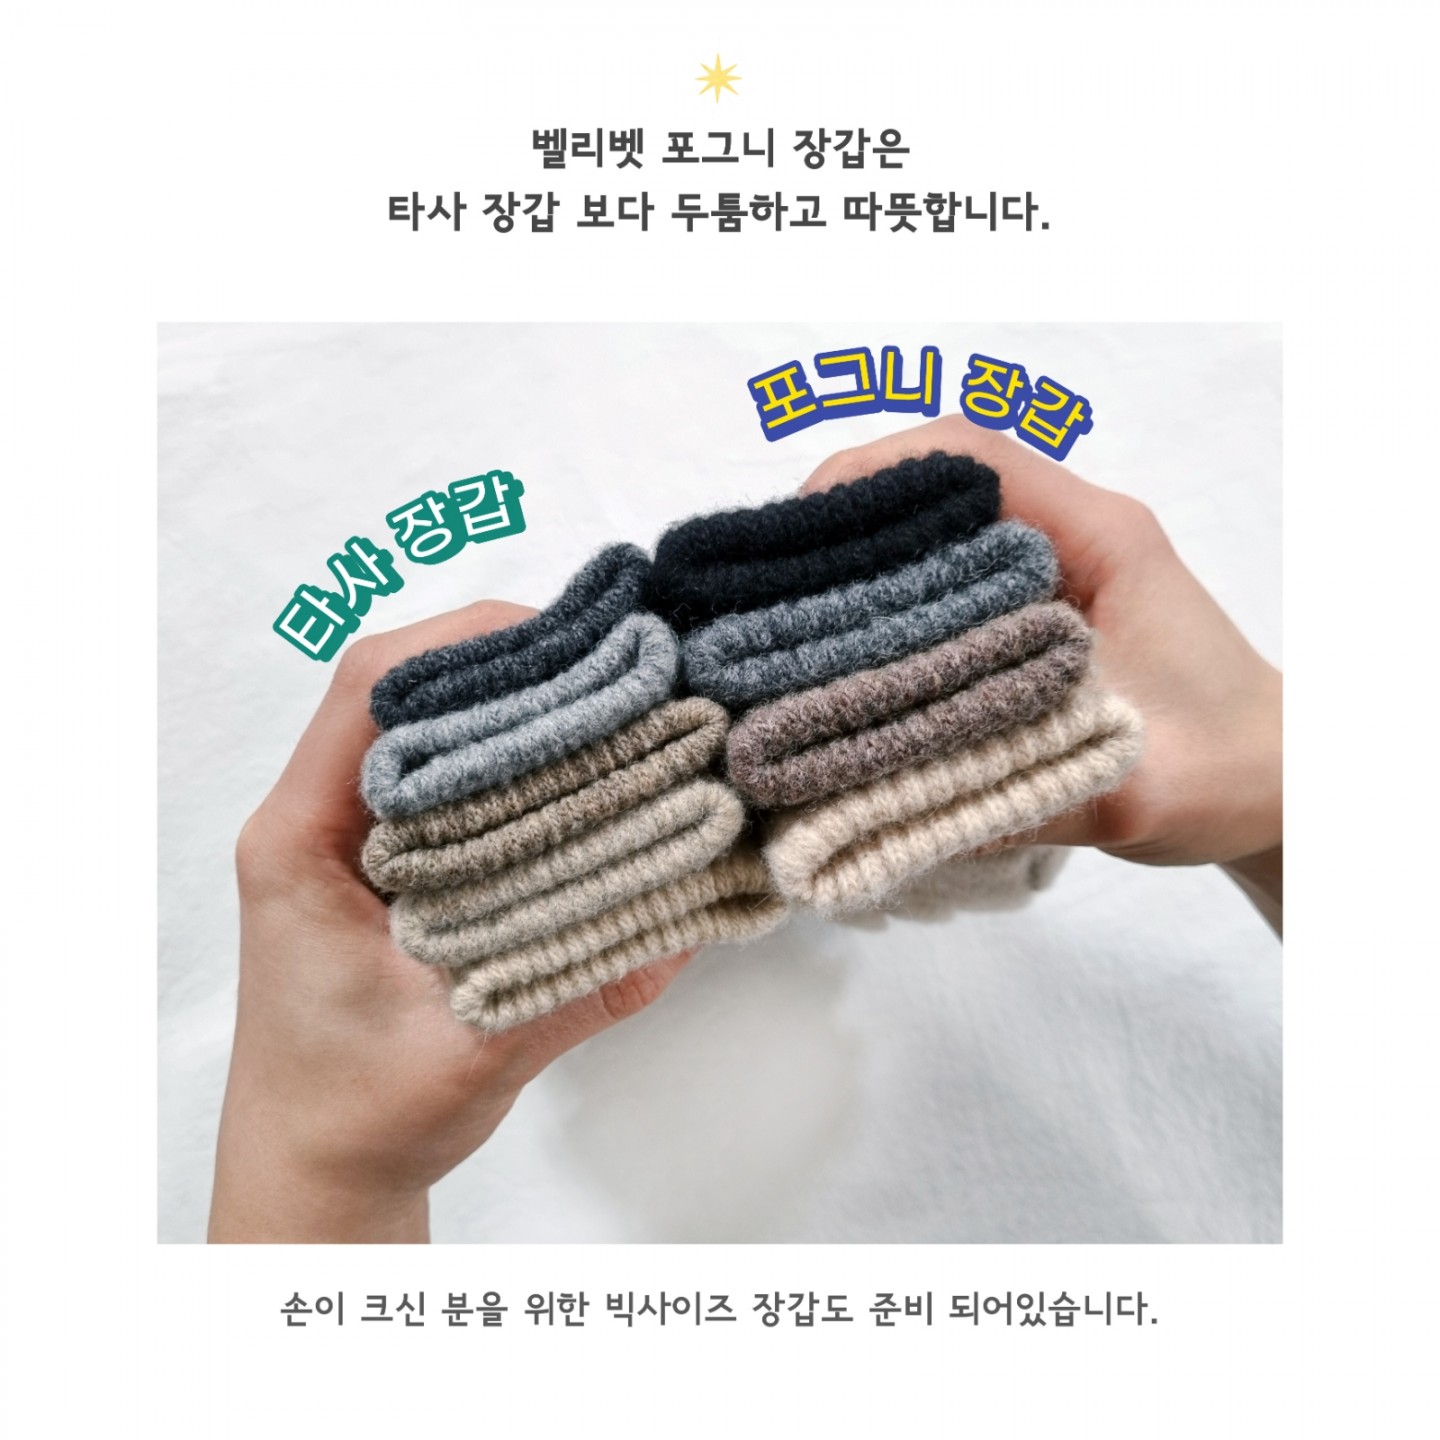 벨리벳 포그니 장갑은
타사 장갑 보다 두툼하고 따뜻합니다.
포그니 장갑
타사 장갑
손이 크신 분을 위한 빅사이즈 장갑도 준비 되어있습니다.